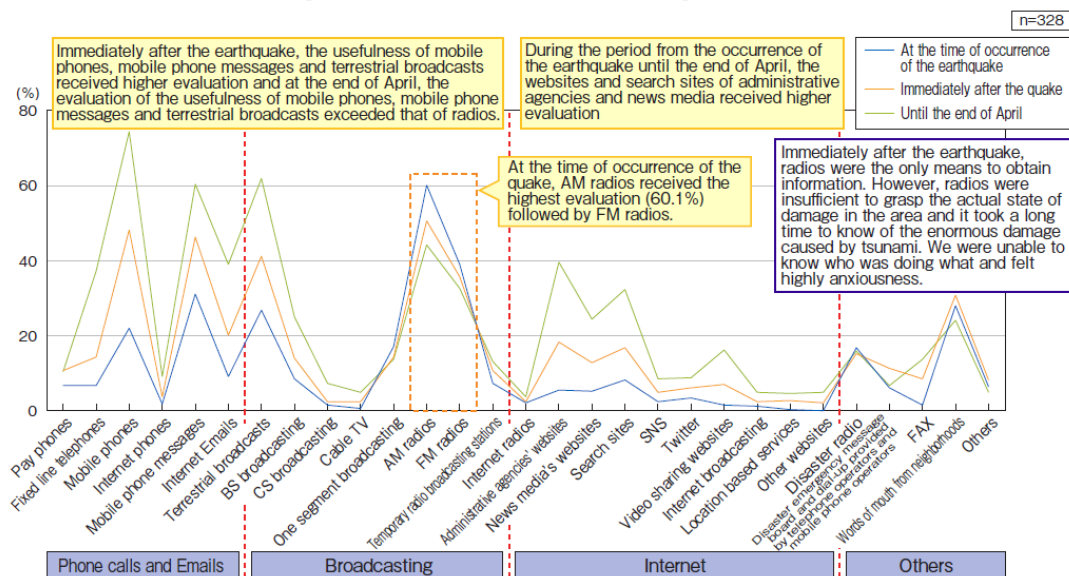 n=328
Immediately after the earthquake, the usefulness of mobile
phones, mobile phone messages and terrestrial broadcasts
received higher evaluation and at the end of April, the
evaluation of the usefulness of mobile phones, mobile phone
messages and terrestrial broadcasts exceeded that of radios.
During the period from the occurrence of
the earthquake until the end of April, the
websites and search sites of administrative
agencies and news media received higher
evaluation
At the time of occurrence
of the earthquake
Immediately after the quake
Until the end of April
Immediately after the earthquake,
radios were the only means to obtain
information. However, radios were
insufficient to grasp the actual state of
damage in the area and it took a long
time to know of the enormous damage
caused by tsunami. We were unable to
know who was doing what and felt
highly anxiousness.
At the time of occurrence of the
quake, AM radios received the
highest evaluation (60.1%)
followed by FM radios.
(%)
80
60
40
20
0
Pay phones
Fixed line telephones
Mobile phones
Internet phones
Mobile phone messages
Internet Emails
Terrestrial broadcasts
BS broadcasting
CS broadcasting
Cable TV
One segment broadcasting
AM radios
FM radios
Temporary radio broadcasting stations
Internet radios
Administrative agencies' websites
News media's websites
Search sites
SNS
Twitter
Video sharing websites
Internet broadcasting
Location based services
Other websites
Disaster radio
Disaster emergency message
board and dial-up provided
by telephone operators and
mobile phone operators
FAX
Words of mouth from neighborhoods
Others
Phone calls and Emails
Broadcasting
Internet
Others